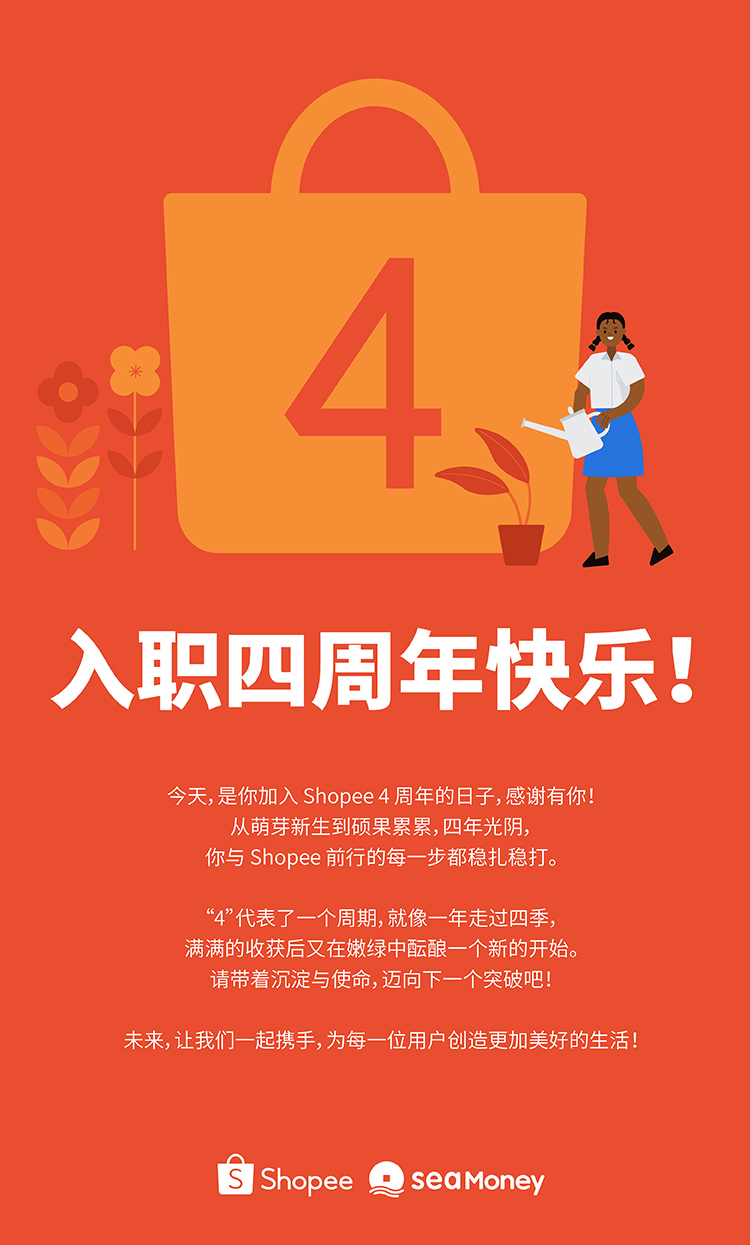 4
入职四周年快乐！
今天，是你加入 Shopee 4 周年的日子，感谢有你！
从萌芽新生到硕果累累，四年光阴，
你与 Shopee 前行的每一步都稳扎稳打。
“4”代表了一个周期，就像一年走过四季，
满满的收获后又在嫩绿中酝酿一个新的开始。
请带着沉淀与使命，迈向下一个突破吧！
未来，让我们一起携手，为每一位用户创造更加美好的生活！
S Shopee sea Money